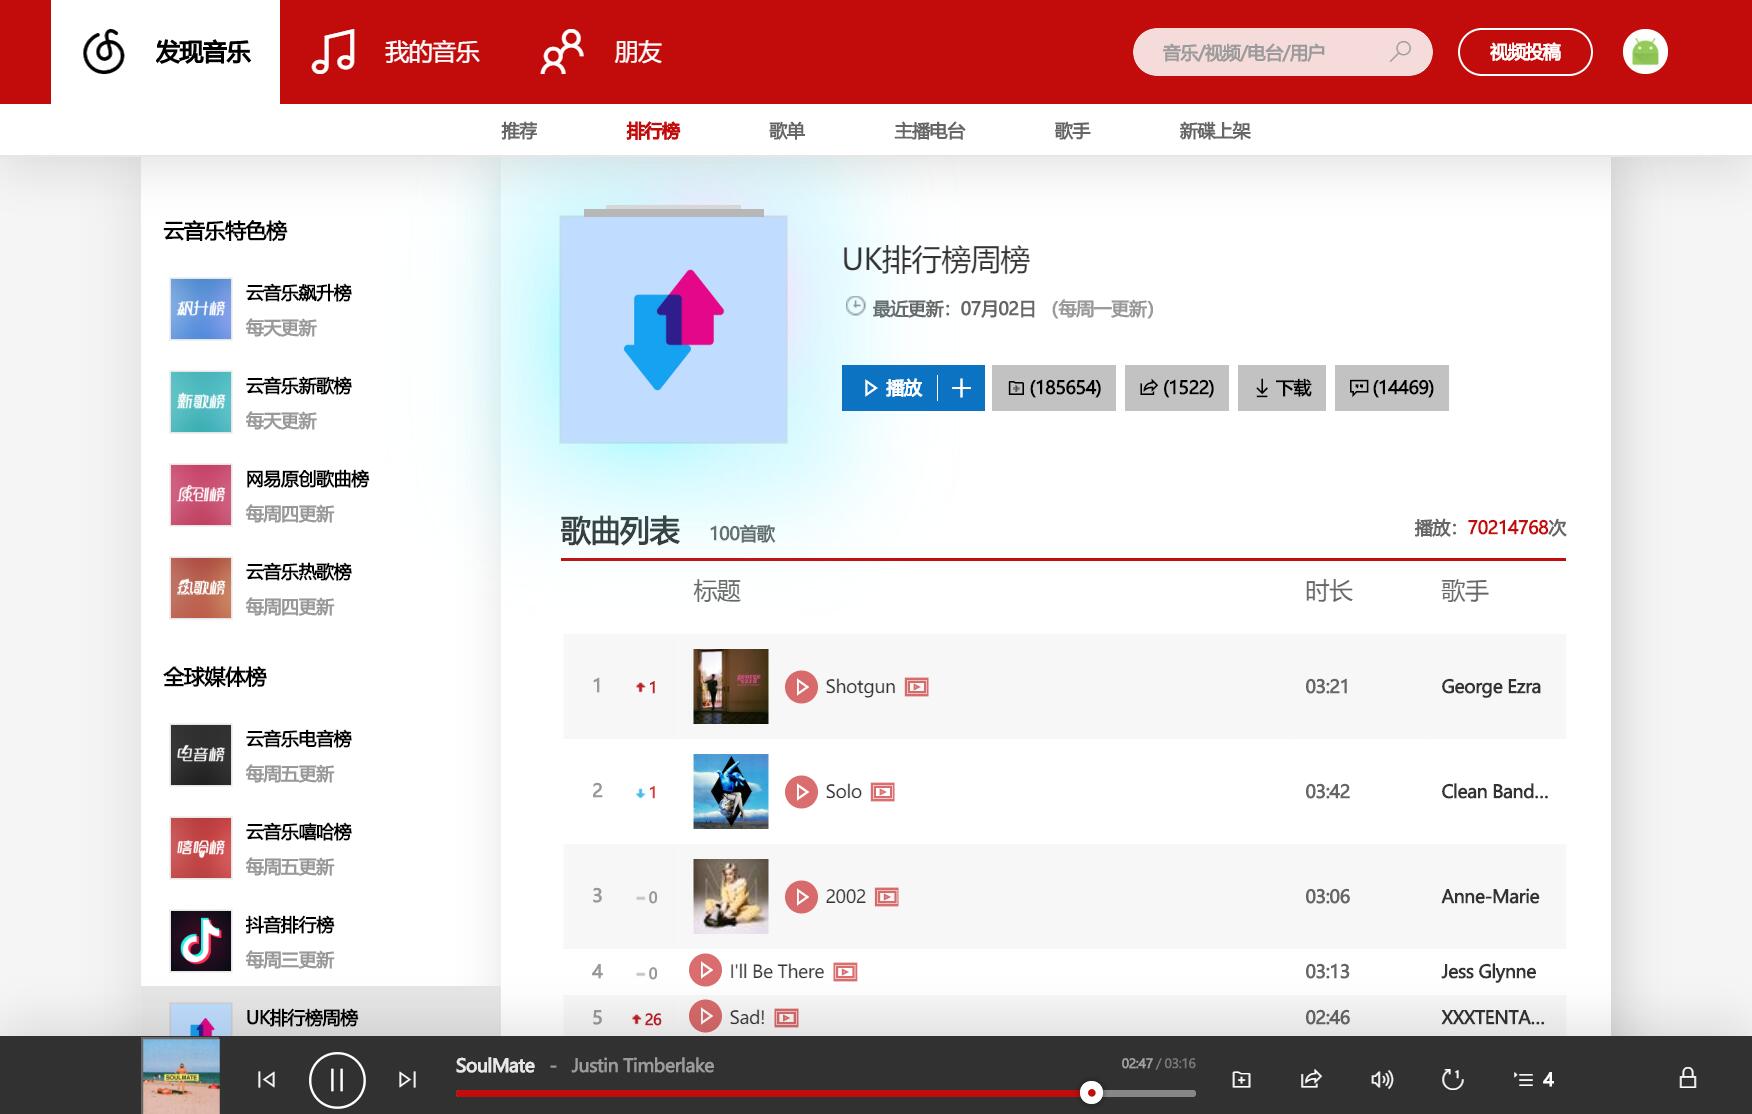 发现音乐
我的音乐
朋友
音乐/视频/电台/用户
视频投稿
推荐
排行榜
歌单
主播电台
歌手
新碟上架
云音乐特色榜
飙升榜
云音乐飙升榜
每天更新
新歌榜
云音乐新歌榜
每天更新
原创榜
网易原创歌曲榜
每周四更新
热歌榜
云音乐热歌榜
每周四更新
全球媒体榜
电音榜
云音乐电音榜
每周五更新
嘻哈榜
云音乐嘻哈榜
每周五更新
抖音排行榜
每周三更新
UK排行榜周榜
UK排行榜周榜
最近更新：07月02日 （每周一更新）
播放
(185654)
(1522)
下载
(14469)
歌曲列表 100首歌
播放：70214768次
标题 时长 歌手
1 1 Shotgun 03:21 George Ezra
2 1 Solo 03:42 Clean Band...
3 0 2002 03:06 Anne-Marie
4 0 I'll Be There 03:13 Jess Glynne
5 26 Sad! 02:46 XXXTENTA...
SOULMATE
SoulMate - Justin Timberlake
02:47 / 03:16
1
4